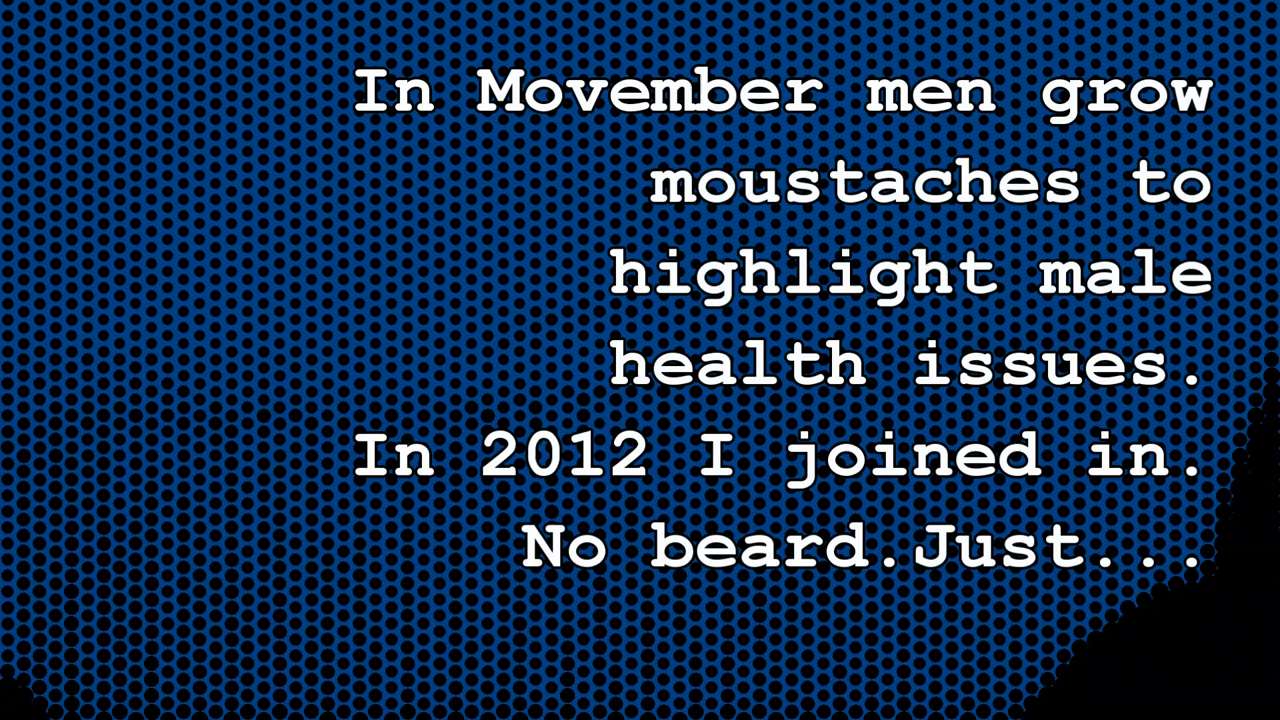 In Movember men grow
moustaches to
highlight male
health issues.
In 2012 I joined in.
No beard.Just...